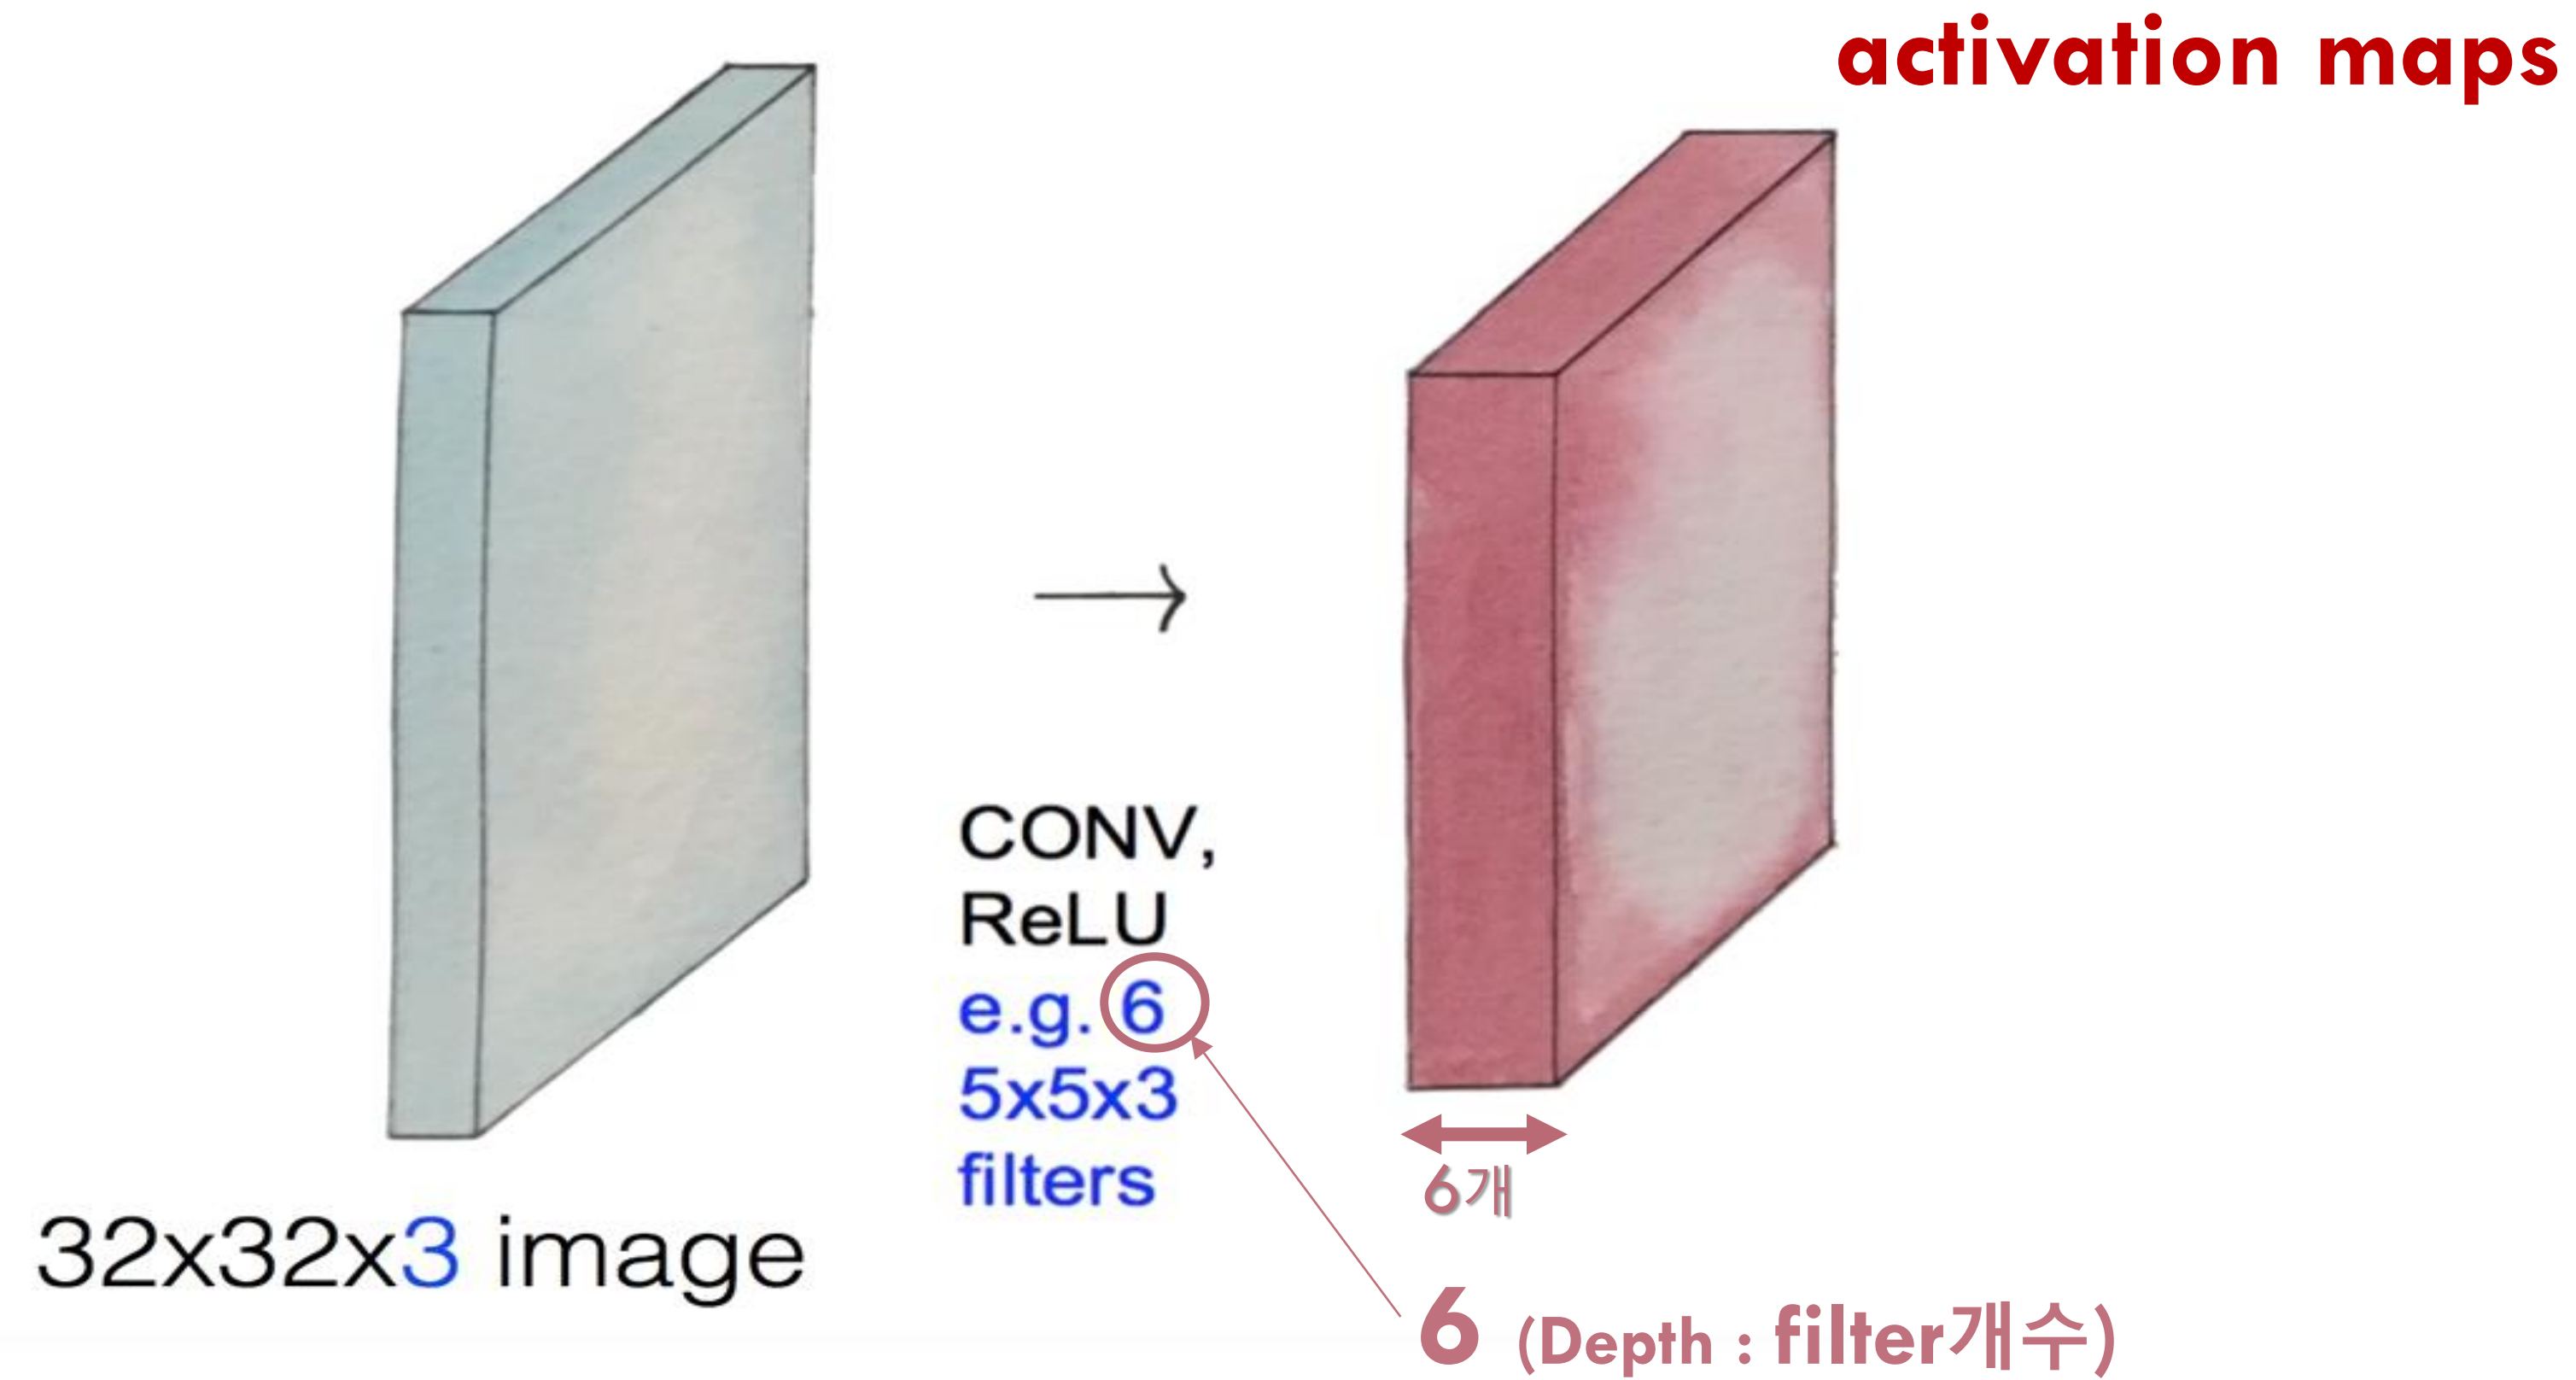 activation maps
CONV,
ReLU
e.g. 6
5x5x3
filters
6개
32x32x3 image
6 (Depth : filter개수)